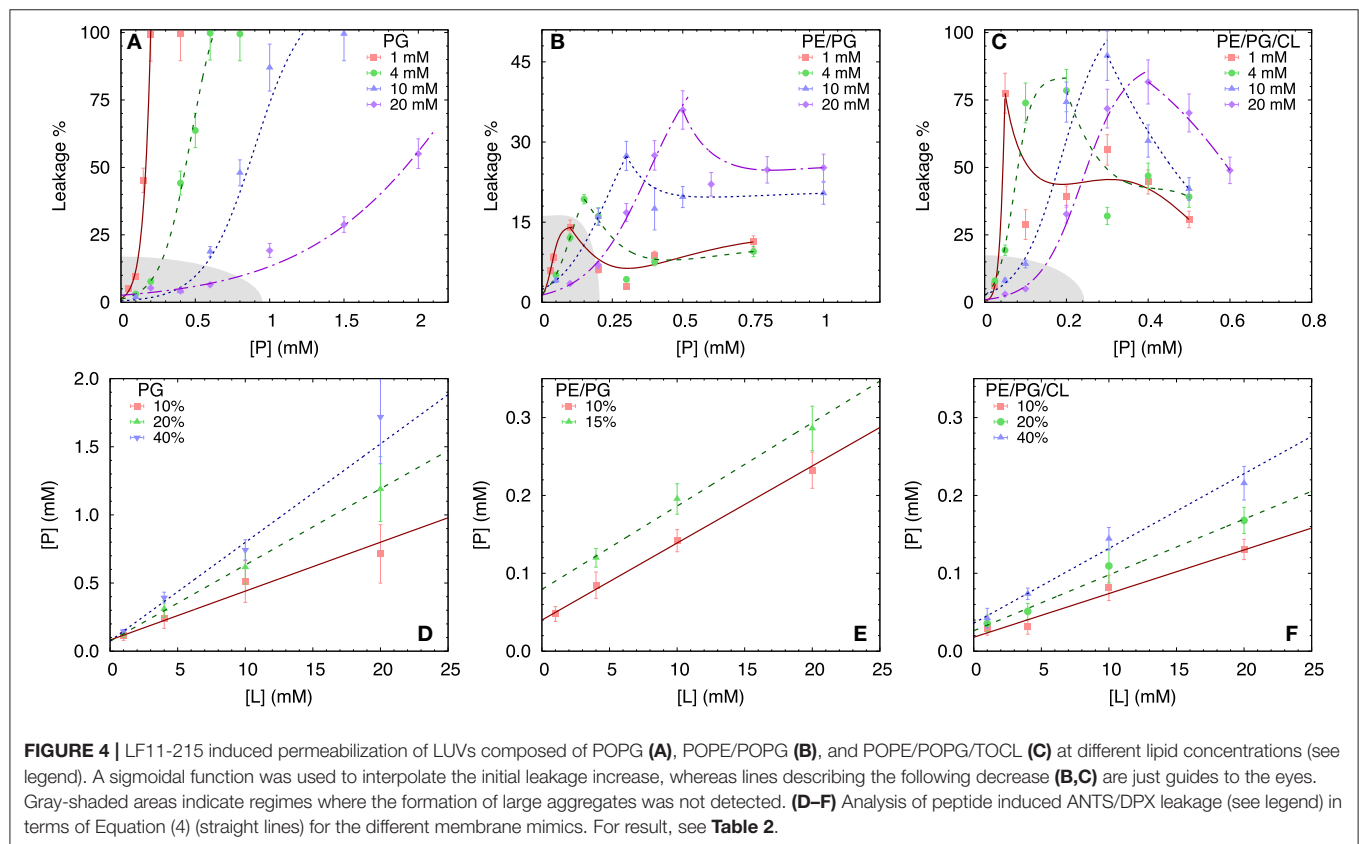 A
PG
1 mM
4 mM
10 mM
20 mM
Leakage %
100
75
50
25
0
0 0.5 1 1.5 2
[P] (mM)
B
PE/PG
1 mM
4 mM
10 mM
20 mM
45
30
15
0
0 0.25 0.5 0.75 1
[P] (mM)
C
PE/PG/CL
1 mM
4 mM
10 mM
20 mM
Leakage %
100
75
50
25
0
0 0.2 0.4 0.6 0.8
[P] (mM)
PG
10%
20%
40%
D
[P] (mM)
2.0
1.5
1.0
0.5
0.0
0 5 10 15 20 25
[L] (mM)
PE/PG
10%
15%
E
0.3
0.2
0.1
0.0
0 5 10 15 20 25
[L] (mM)
PE/PG/CL
10%
20%
40%
F
[P] (mM)
0.3
0.2
0.1
0.0
0 5 10 15 20 25
[L] (mM)
FIGURE 4 | LF11-215 induced permeabilization of LUVs composed of POPG (A), POPE/POPG (B), and POPE/POPG/TOCL (C) at different lipid concentrations (see
legend). A sigmoidal function was used to interpolate the initial leakage increase, whereas lines describing the following decrease (B,C) are just guides to the eyes.
Gray-shaded areas indicate regimes where the formation of large aggregates was not detected. (D–F) Analysis of peptide induced ANTS/DPX leakage (see legend) in
terms of Equation (4) (straight lines) for the different membrane mimics. For result, see Table 2.